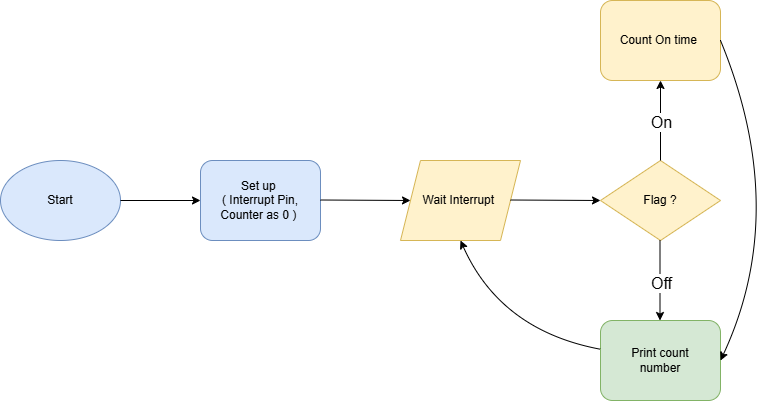 Start
Set up
( Interrupt Pin,
Counter as 0 )
Wait Interrupt
Flag ?
On
Count On time
Off
Print count
number